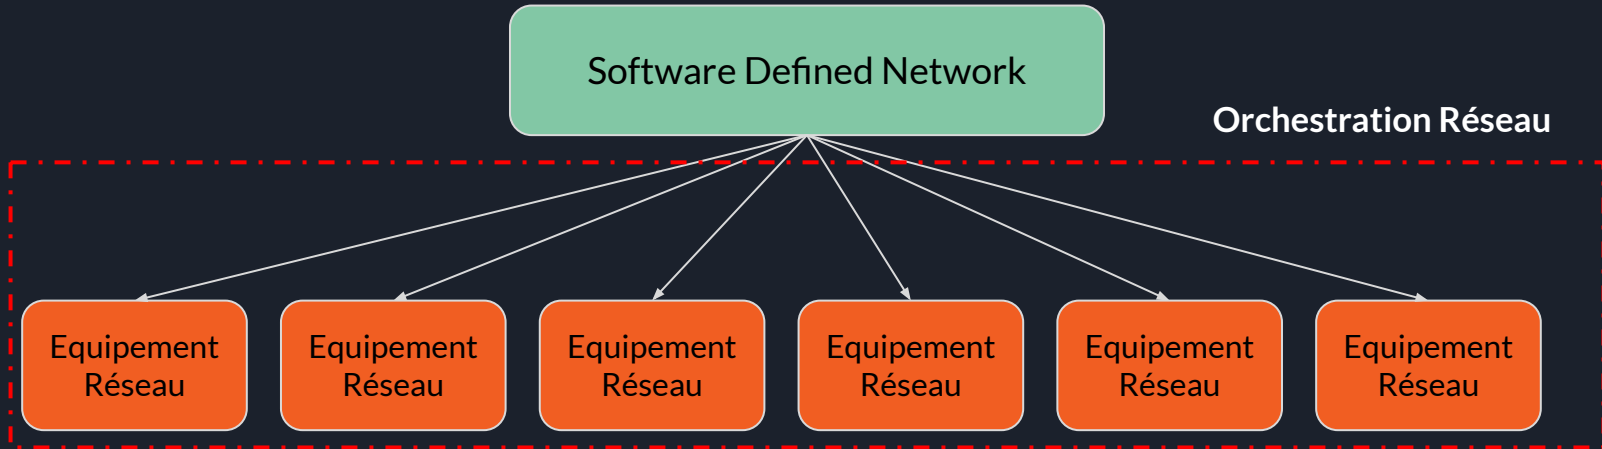 Software Defined Network
Orchestration Réseau
Equipement
Réseau
Equipement
Réseau
Equipement
Réseau
Equipement
Réseau
Equipement
Réseau
Equipement
Réseau